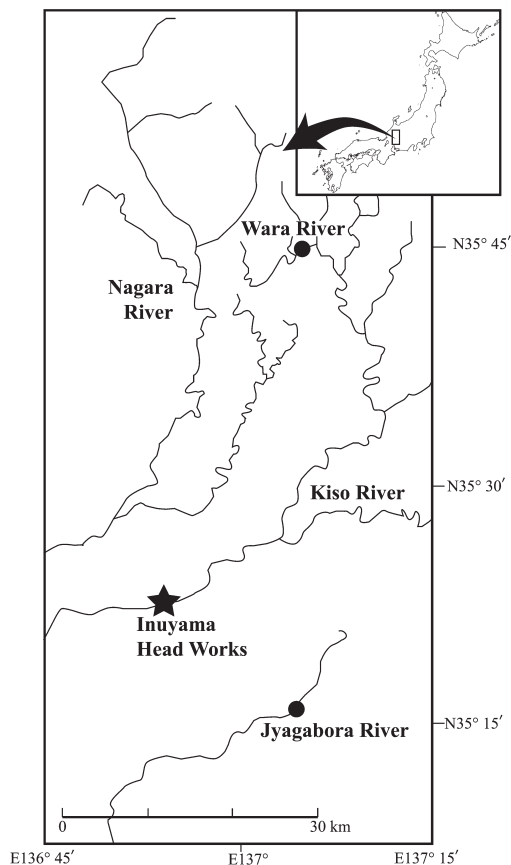 Wara River
N35° 45′
Nagara
River
N35° 30′
Kiso River
Inuyama
Head Works
N35° 15′
Jyagabora River
0
30 km
E136° 45′
E137°
E137° 15′